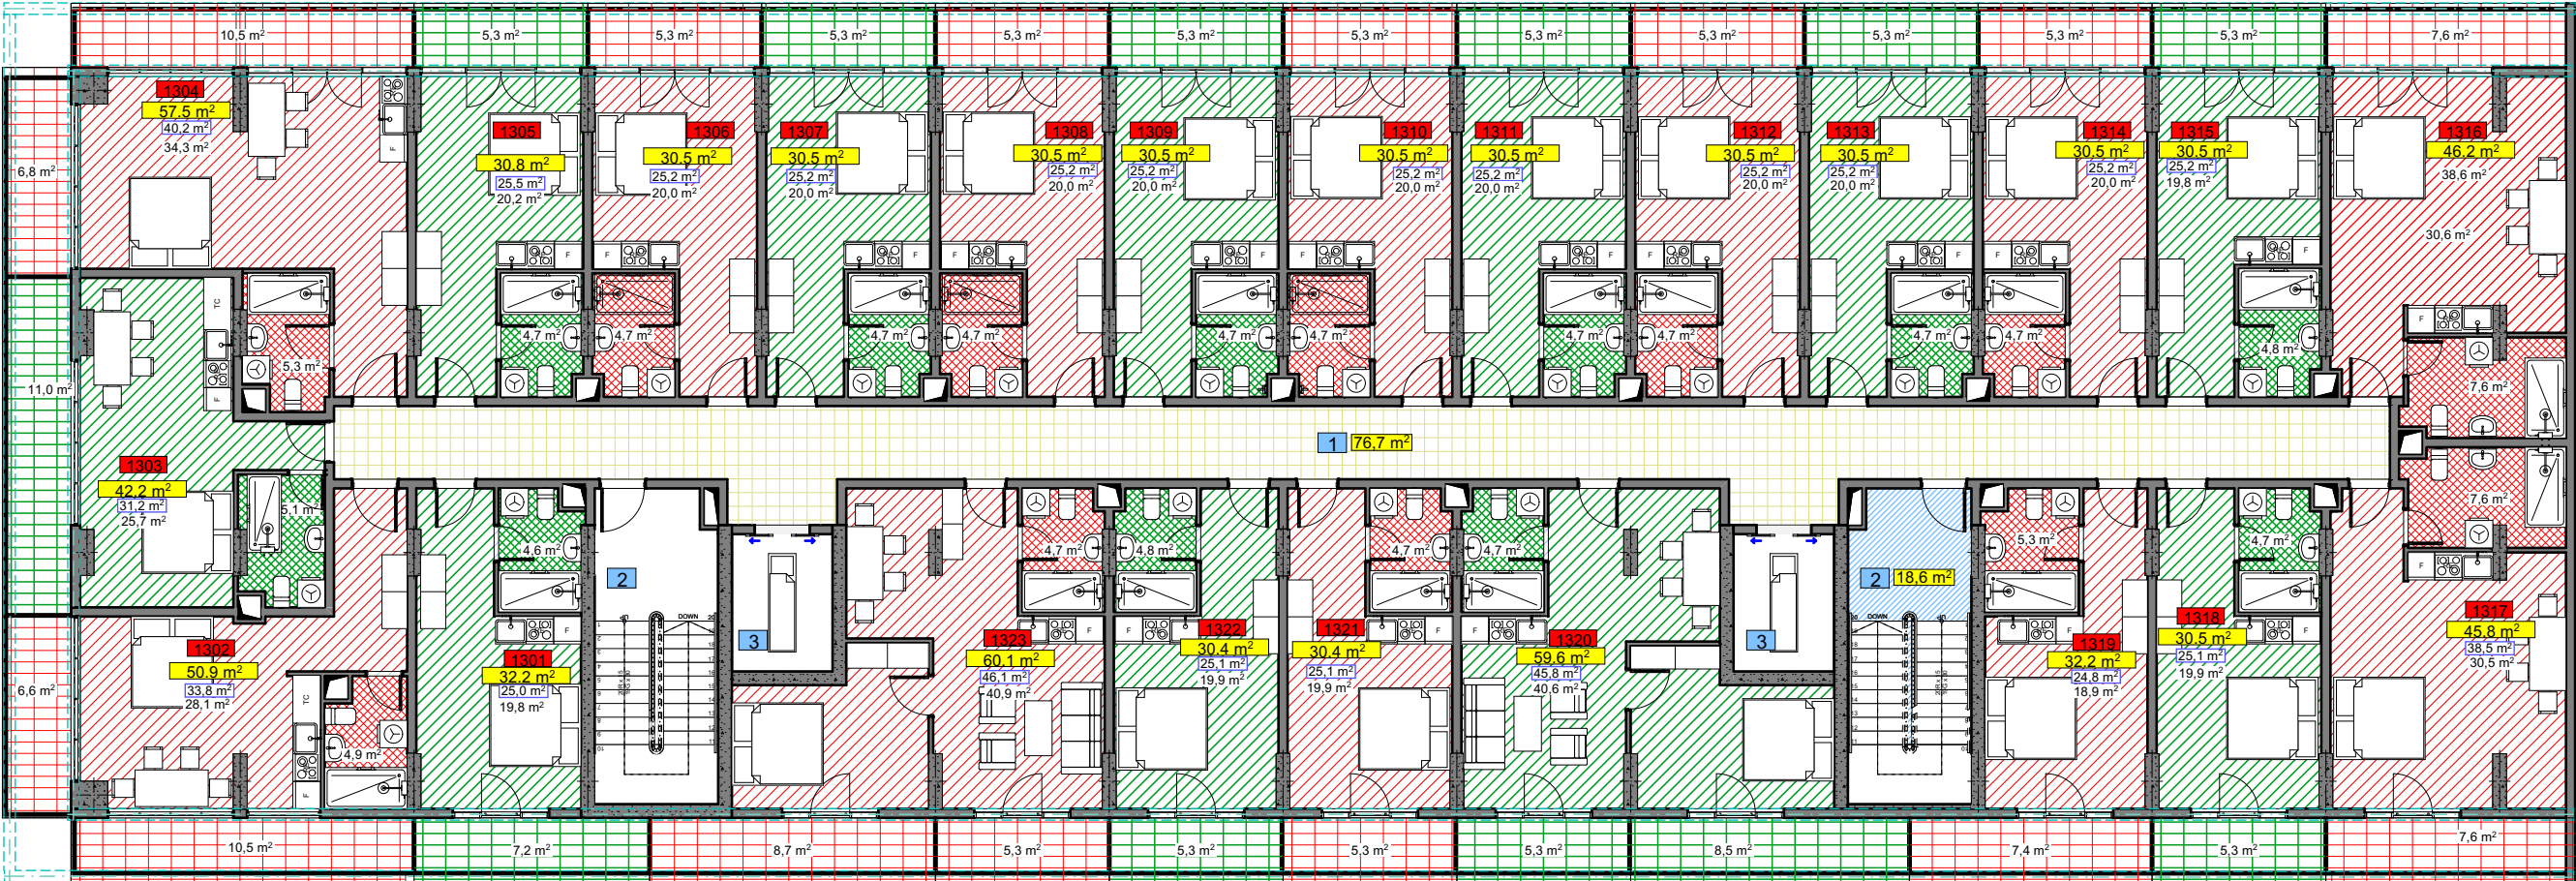 10,5 m²
5,3 m²
5,3 m²
5,3 m²
5,3 m²
5,3 m²
5,3 m²
5,3 m²
5,3 m²
5,3 m²
5,3 m²
7,6 m²
6,8 m²
1304
57.5 m²
40,2 m²
34,3 m²
1305
30.8 m²
25,5 m²
20,2 m²
1306
30.5 m²
25,2 m²
20,0 m²
1307
30.5 m²
25,2 m²
20,0 m²
1308
30.5 m²
25,2 m²
20,0 m²
1309
30.5 m²
25,2 m²
20,0 m²
1310
30.5 m²
25,2 m²
20,0 m²
1311
30.5 m²
25,2 m²
20,0 m²
1312
30.5 m²
25,2 m²
20,0 m²
1313
30.5 m²
25,2 m²
20,0 m²
1314
30.5 m²
25,2 m²
20,0 m²
1315
30.5 m²
25,2 m²
19,8 m²
1316
46.2 m²
38,6 m²
30,6 m²
F
F
F
F
F
F
F
F
F
F
F
F
F
TC
5,3 m²
4,7 m²
4,7 m²
4,7 m²
4,7 m²
4,7 m²
4,7 m²
4,7 m²
4,7 m²
4,7 m²
4,7 m²
4,8 m²
7,6 m²
11,0 m²
F
1 76,7 m²
1303
42.2 m²
31,2 m²
25,7 m²
5,1 m²
4,6 m²
4,7 m²
4,8 m²
4,7 m²
4,7 m²
5,3 m²
4,7 m²
7,6 m²
2
3
2 18,6 m²
3
F
F
F
F
F
F
F
F
DOWN
20
DOWN
20
6,6 m²
1302
50.9 m²
33,8 m²
28,1 m²
TC
F
4,9 m²
1301
32.2 m²
25,0 m²
19,8 m²
1323
60.1 m²
46,1 m²
40,9 m²
1322
30.4 m²
25,1 m²
19,9 m²
1321
30.4 m²
25,1 m²
19,9 m²
1320
59.6 m²
45,8 m²
40,6 m²
1319
32.2 m²
24,8 m²
18,9 m²
1318
30.5 m²
25,1 m²
19,9 m²
1317
45.8 m²
38,5 m²
30,5 m²
10,5 m²
7,2 m²
8,7 m²
5,3 m²
5,3 m²
5,3 m²
5,3 m²
8,5 m²
7,4 m²
5,3 m²
7,6 m²